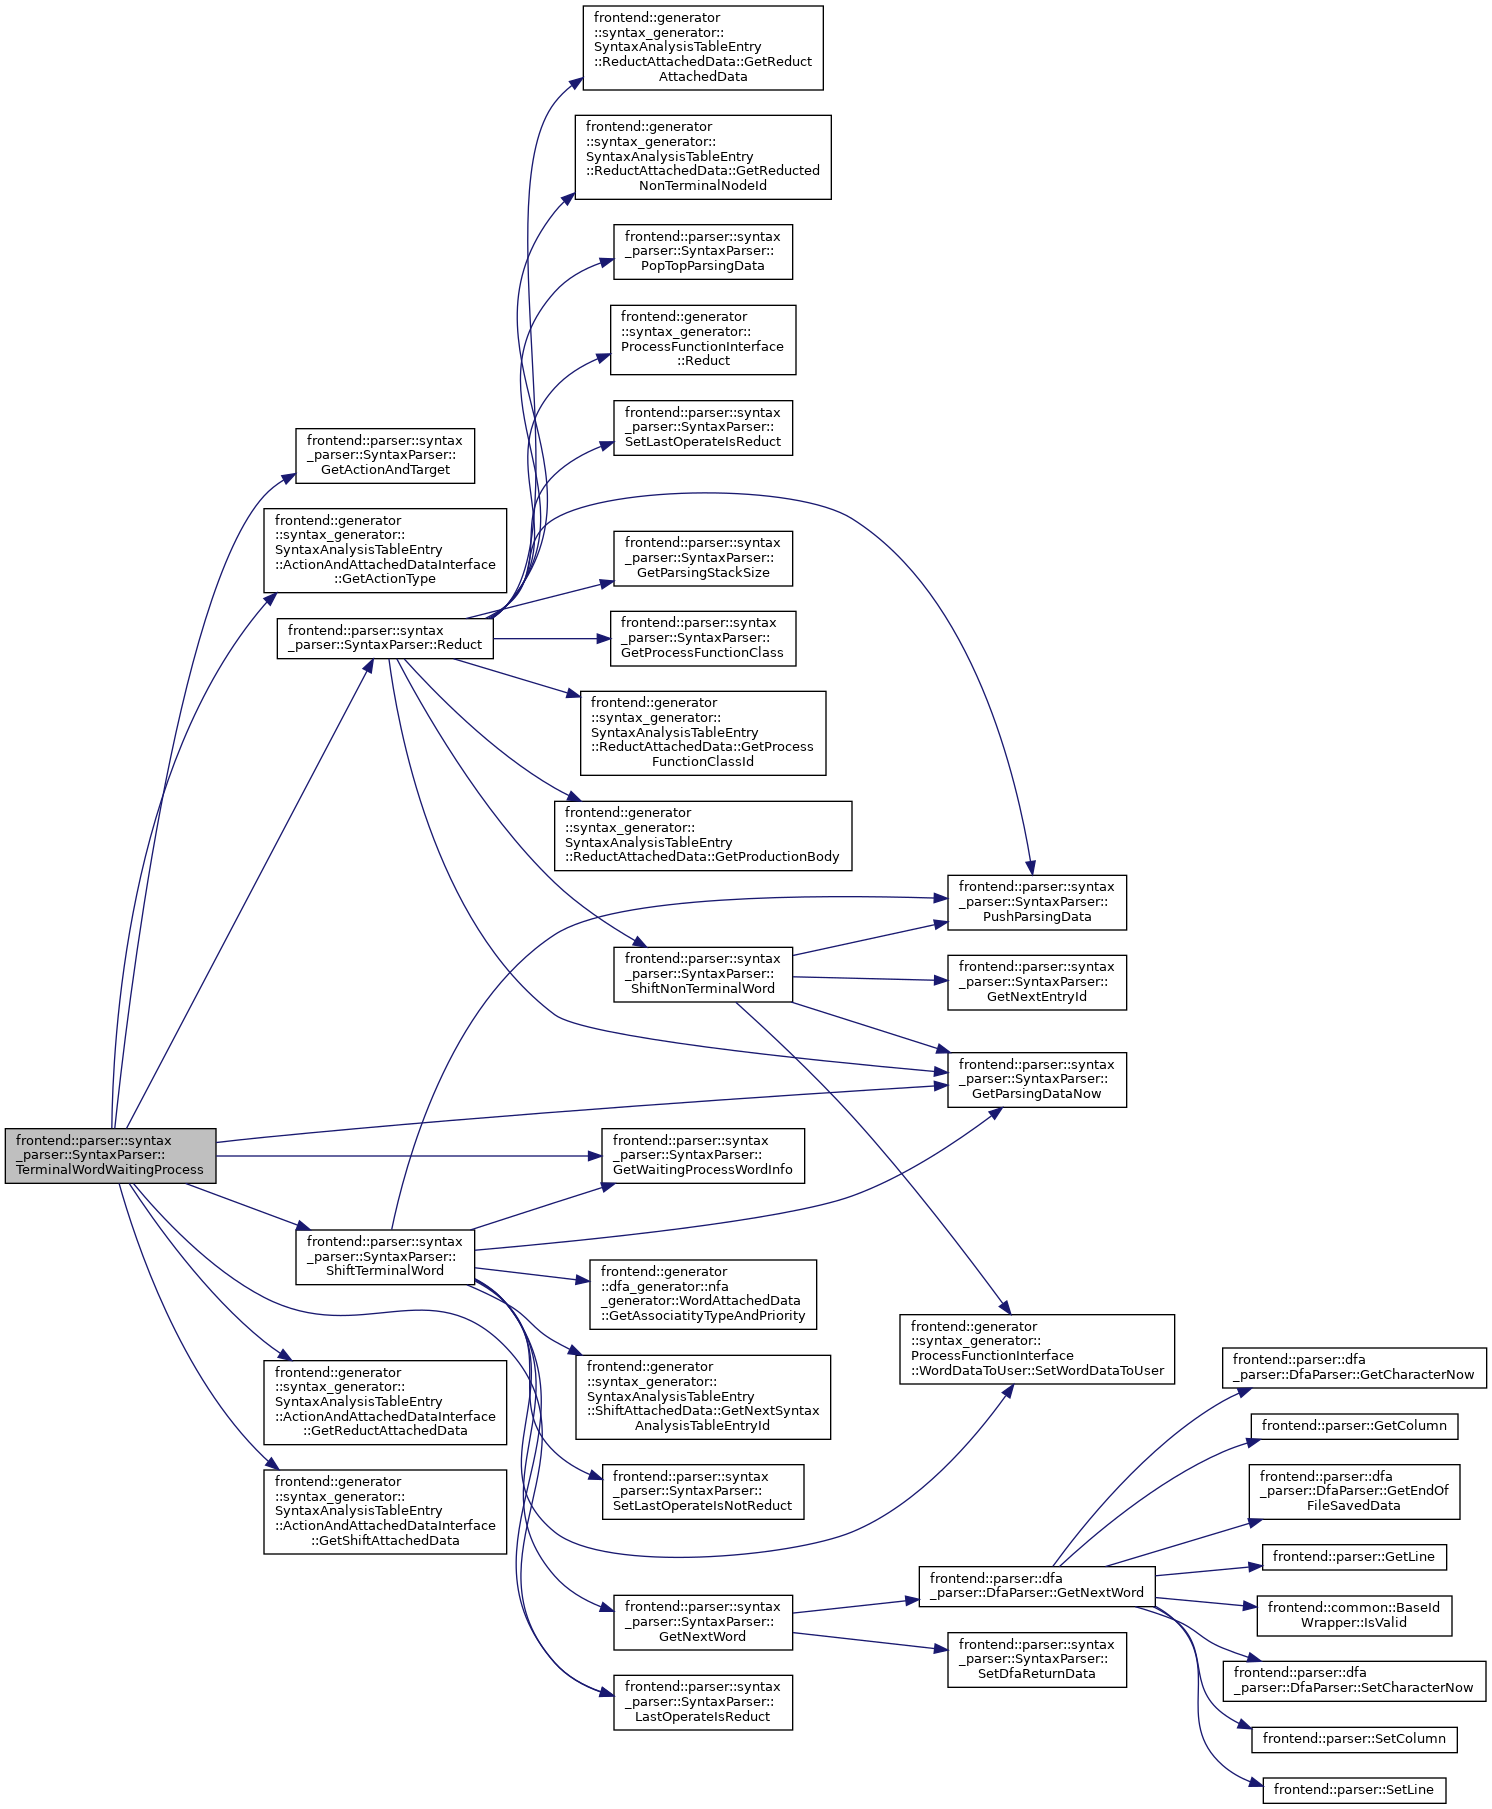 frontend::generator
::syntax_generator::
SyntaxAnalysisTableEntry
::ReductAttachedData::GetReduct
AttachedData
frontend::generator
::syntax_generator::
SyntaxAnalysisTableEntry
::ReductAttachedData::GetReducted
NonTerminalNodeId
frontend::parser::syntax
_parser::SyntaxParser::
PopTopParsingData
frontend::generator
::syntax_generator::
ProcessFunctionInterface
::Reduct
frontend::parser::syntax
_parser::SyntaxParser::
SetLastOperateIsReduct
frontend::parser::syntax
_parser::SyntaxParser::
GetActionAndTarget
frontend::generator
::syntax_generator::
SyntaxAnalysisTableEntry
::ActionAndAttachedDataInterface
::GetActionType
frontend::parser::syntax
_parser::SyntaxParser::
GetParsingStackSize
frontend::parser::syntax
_parser::SyntaxParser::Reduct
frontend::parser::syntax
_parser::SyntaxParser::
GetProcessFunctionClass
frontend::generator
::syntax_generator::
SyntaxAnalysisTableEntry
::ReductAttachedData::GetProcess
FunctionClassId
frontend::generator
::syntax_generator::
SyntaxAnalysisTableEntry
::ReductAttachedData::GetProductionBody
frontend::parser::syntax
_parser::SyntaxParser::
PushParsingData
frontend::parser::syntax
_parser::SyntaxParser::
ShiftNonTerminalWord
frontend::parser::syntax
_parser::SyntaxParser::
GetNextEntryId
frontend::parser::syntax
_parser::SyntaxParser::
GetParsingDataNow
frontend::parser::syntax
_parser::SyntaxParser::
TerminalWordWaitingProcess
frontend::parser::syntax
_parser::SyntaxParser::
GetWaitingProcessWordInfo
frontend::parser::syntax
_parser::SyntaxParser::
ShiftTerminalWord
frontend::generator
::dfa_generator::nfa
_generator::WordAttachedData
::GetAssociatityTypeAndPriority
frontend::generator
::syntax_generator::
ProcessFunctionInterface
::WordDataToUser::SetWordDataToUser
frontend::generator
::syntax_generator::
SyntaxAnalysisTableEntry
::ShiftAttachedData::GetNextSyntax
AnalysisTableEntryId
frontend::generator
::syntax_generator::
SyntaxAnalysisTableEntry
::ActionAndAttachedDataInterface
::GetReductAttachedData
frontend::generator
::syntax_generator::
SyntaxAnalysisTableEntry
::ActionAndAttachedDataInterface
::GetShiftAttachedData
frontend::parser::syntax
_parser::SyntaxParser::
SetLastOperateIsNotReduct
frontend::parser::syntax
_parser::SyntaxParser::
GetNextWord
frontend::parser::syntax
_parser::SyntaxParser::
LastOperateIsReduct
frontend::parser::dfa
_parser::DfaParser::GetNextWord
frontend::parser::syntax
_parser::SyntaxParser::
SetDfaReturnData
frontend::parser::dfa
_parser::DfaParser::GetCharacterNow
frontend::parser::GetColumn
frontend::parser::dfa
_parser::DfaParser::GetEndOf
FileSavedData
frontend::parser::GetLine
frontend::common::BaseId
Wrapper::IsValid
frontend::parser::dfa
_parser::DfaParser::SetCharacterNow
frontend::parser::SetColumn
frontend::parser::SetLine